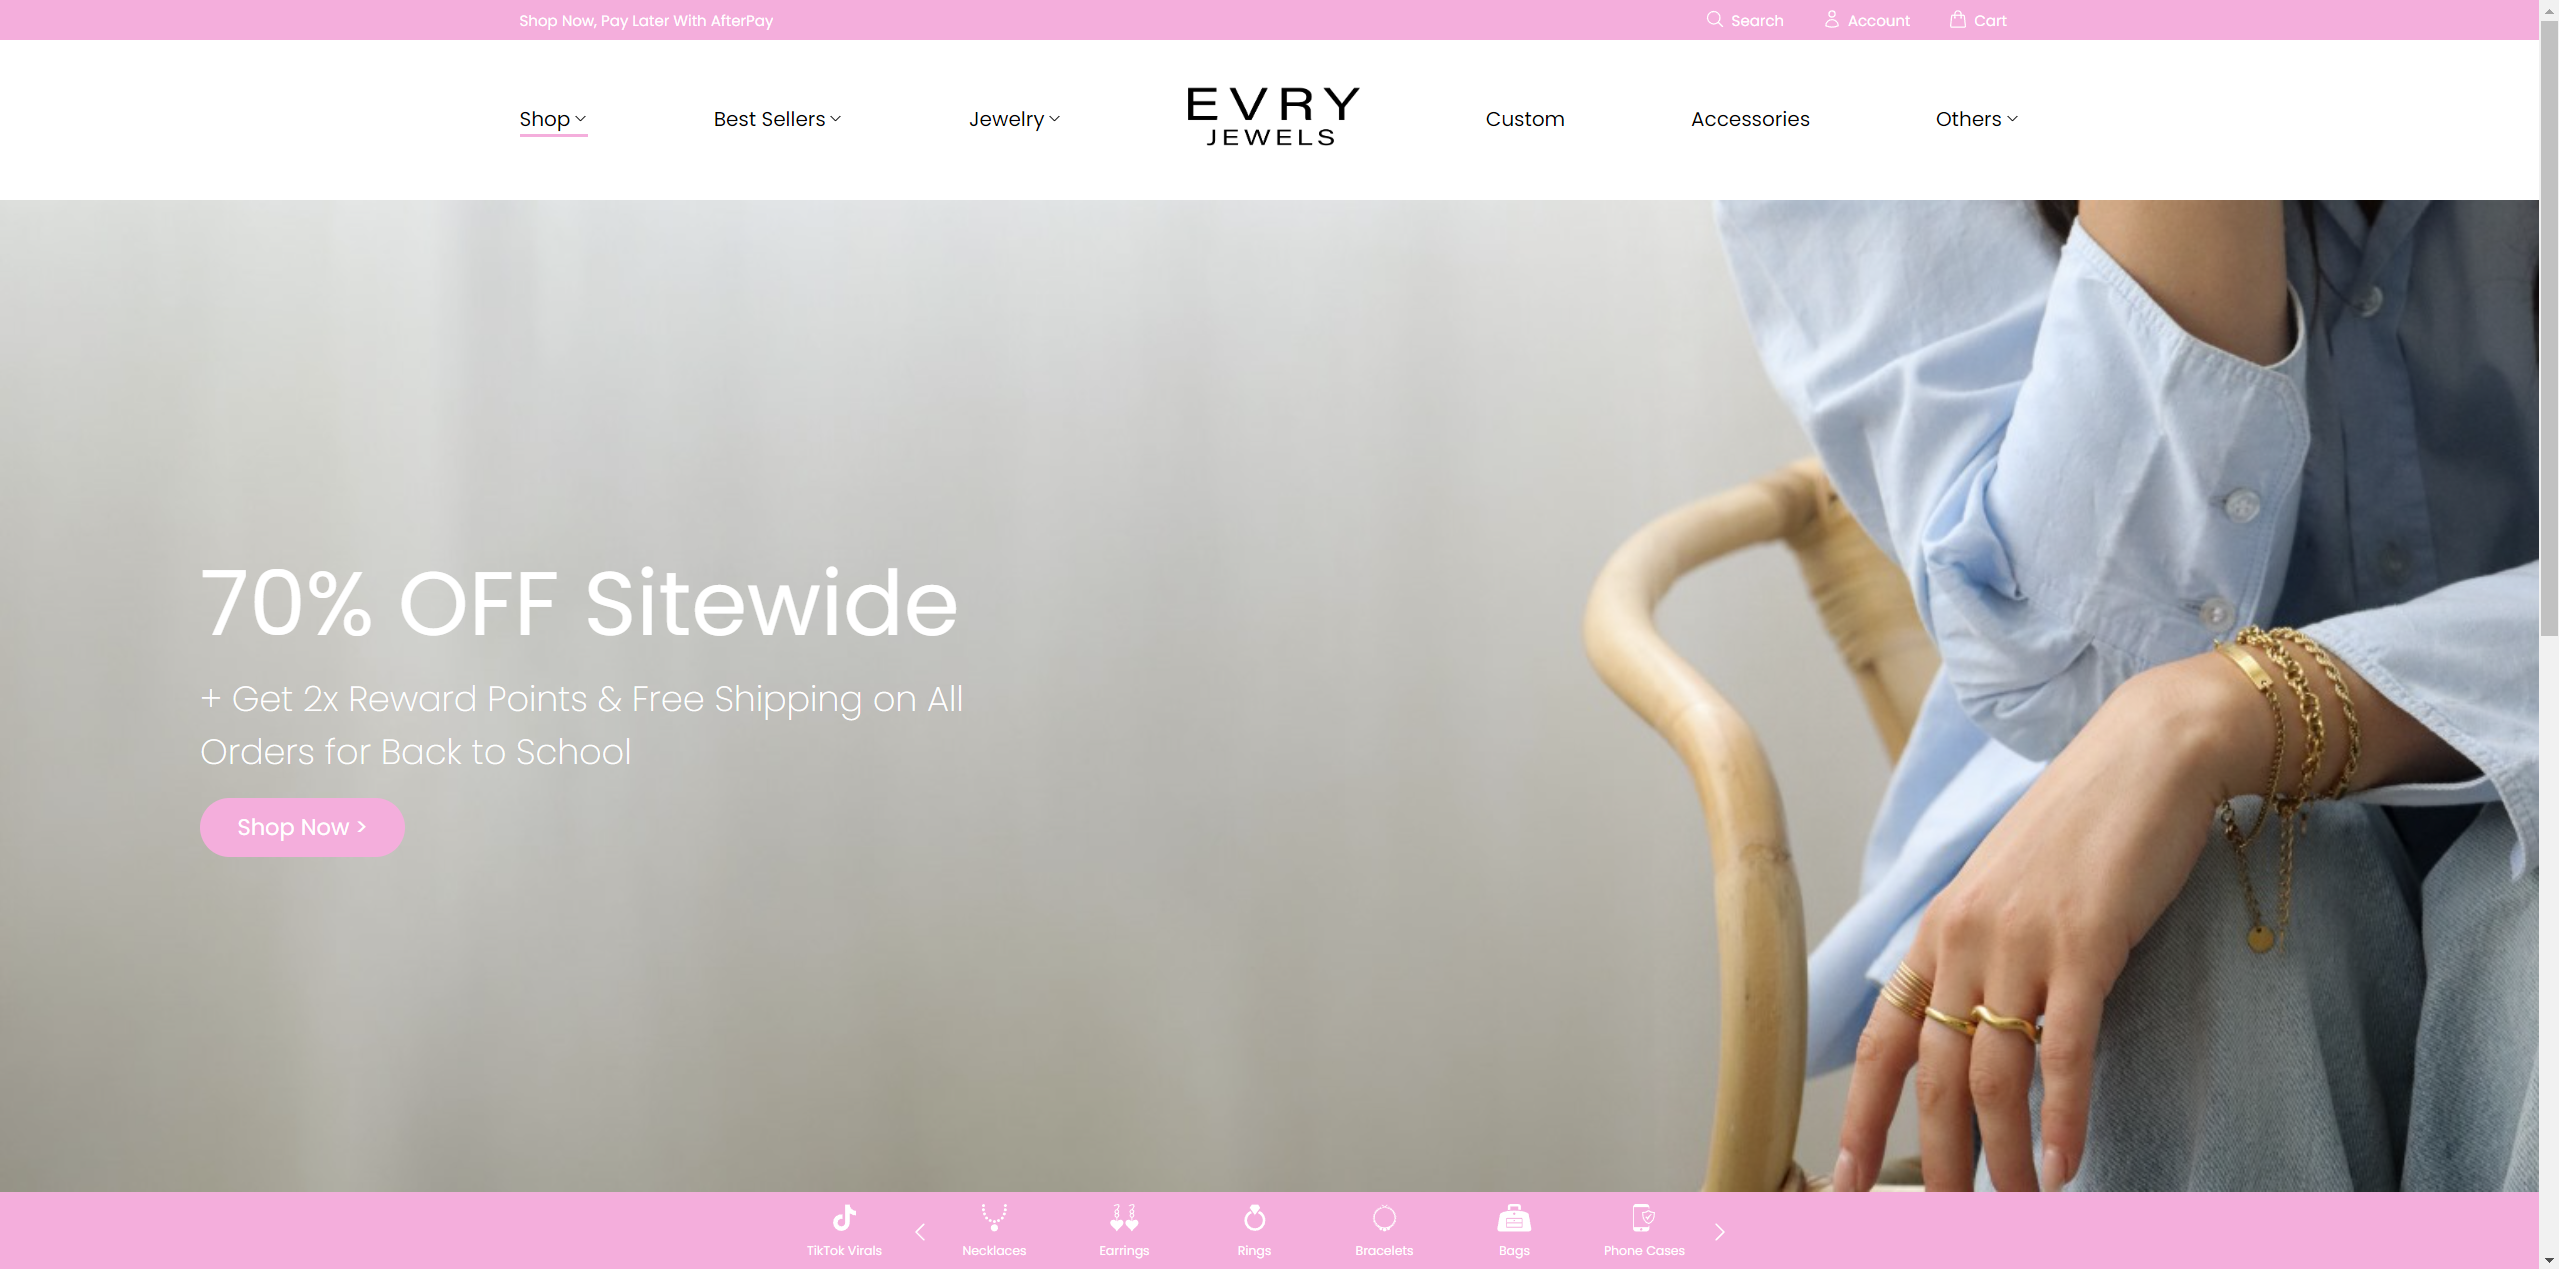 Shop Now, Pay Later With AfterPay
Search
Account
Cart
Shop
Best Sellers
Jewelry
EVRY
JEWELS
Custom
Accessories
Others
70% OFF Sitewide
+ Get 2x Reward Points & Free Shipping on All
Orders for Back to School
Shop Now >
TikTok Virals
Necklaces
Earrings
Rings
Bracelets
Bags
Phone Cases